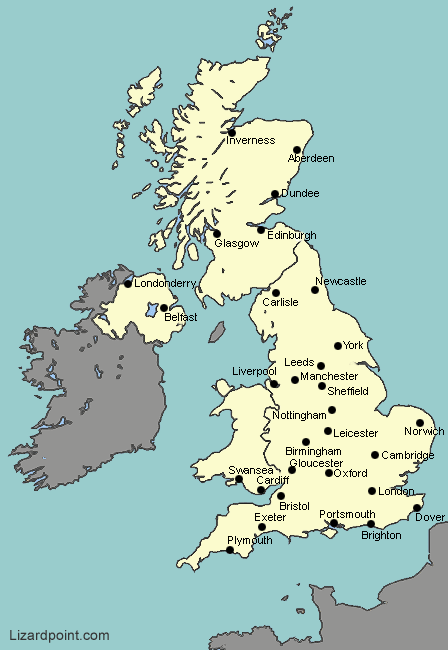 Inverness
Aberdeen
Dundee
Edinburgh
Glasgow
Londonderry
Newcastle
Carlisle
Belfast
York
Leeds
Liverpool
Manchester
Sheffield
Nottingham
Leicester
Norwich
Birmingham
Cambridge
Gloucester
Swansea
Oxford
Cardiff
London
Bristol
Portsmouth
Dover
Exeter
Brighton
Plymouth
Lizardpoint.com